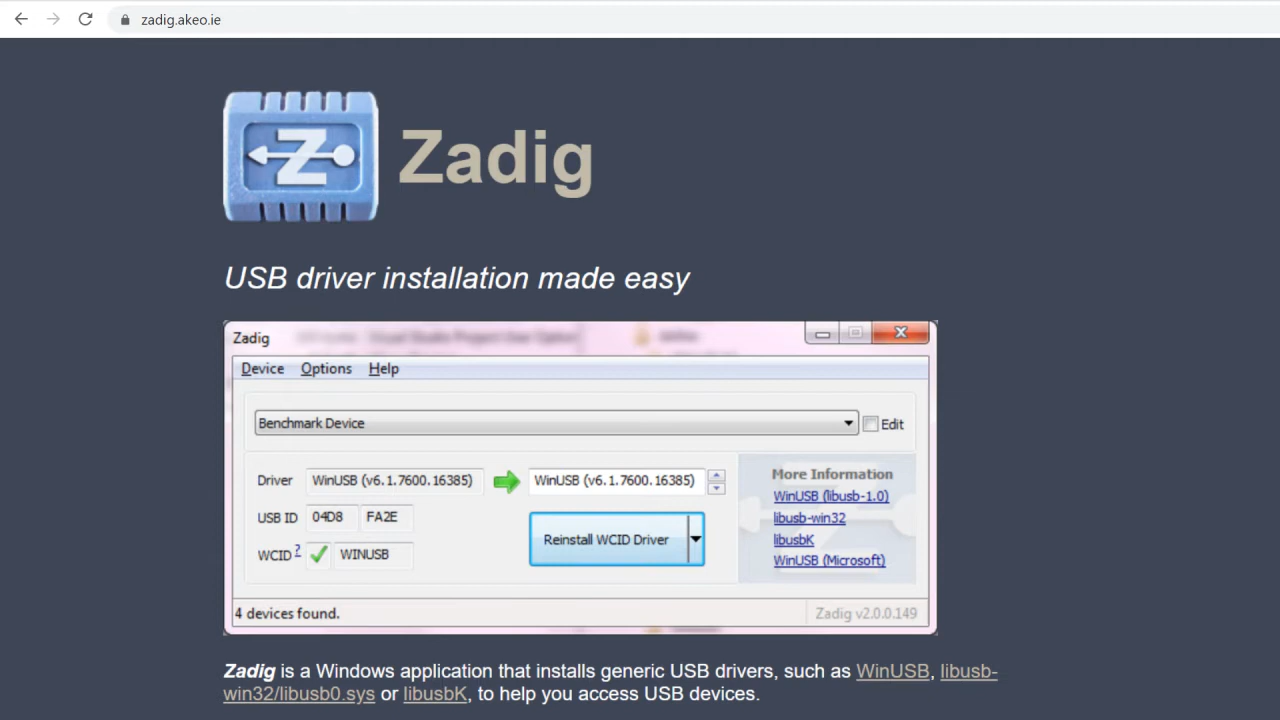 zadig.akeo.ie
Z
Zadig
USB driver installation made easy
Zadig
Device Options Help
Benchmark Device
Edit
Driver WinUSB (v6.1.7600.16385) WinUSB (v6.1.7600.16385)
USB ID 04D8 FA2E
WCID ? WINUSB
Reinstall WCID Driver
More Information
WinUSB (libusb-1.0)
libusb-win32
libusbK
WinUSB (Microsoft)
4 devices found.
Zadig v2.0.0.149
Zadig is a Windows application that installs generic USB drivers, such as WinUSB, libusb-
win32/libusb0.sys or libusbK, to help you access USB devices.